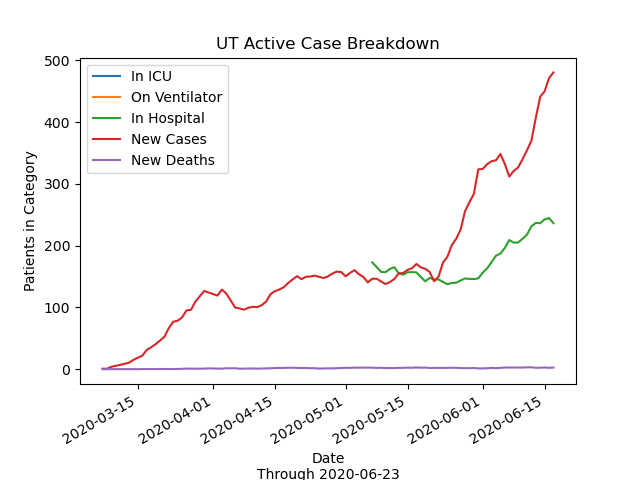 UT Active Case Breakdown
In ICU
On Ventilator
In Hospital
New Cases
New Deaths
Patients in Category
500
400
300
200
100
0
2020-03-15
2020-04-01
2020-04-15
2020-05-01
2020-05-15
2020-06-01
2020-06-15
Date
Through 2020-06-23